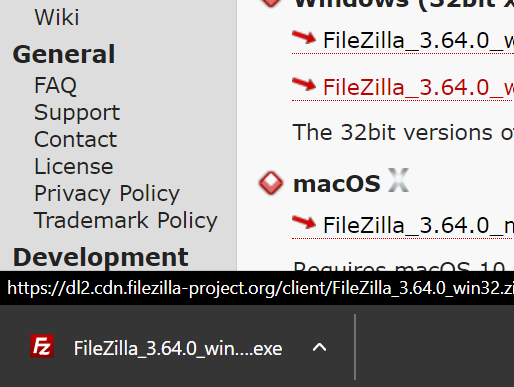 Wiki
General
FAQ
Support
Contact
License
Privacy Policy
Trademark Policy
Development
Windows (32bit x
FileZilla_3.64.0_w
FileZilla_3.64.0_w
The 32bit versions o
macOS X
FileZilla_3.64.0_m
Requires macOS 10
https://dl2.cdn.filezilla-project.org/client/FileZilla_3.64.0_win32.zi
Fz
FileZilla_3.64.0_win....exe